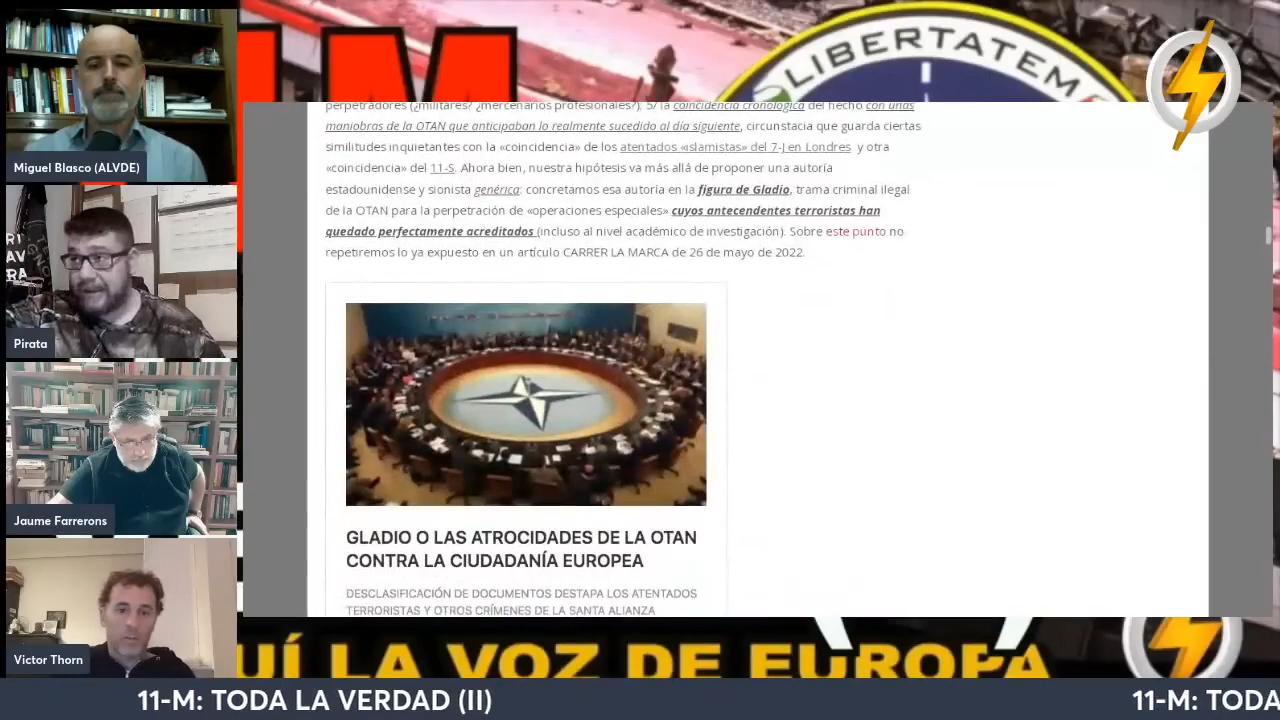 LIBERTATEM
perpetradores (¿militares? ¿mercenarios profesionales?); 5/ la coincidencia cronológica del hecho con unas
maniobras de la OTAN que anticipaban lo realmente sucedido al día siguiente, circunstacia que guarda ciertas
similitudes inquietantes con la «coincidencia» de los atentados «islamistas» del 7-J en Londres y otra
«coincidencia» del 11-S. Ahora bien, nuestra hipótesis va más allá de proponer una autoría
estadounidense y sionista genérica: concretamos esa autoría en la figura de Gladio, trama criminal ilegal
de la OTAN para la perpetración de «operaciones especiales» cuyos antecendentes terroristas han
quedado perfectamente acreditados (incluso al nivel académico de investigación). Sobre este punto no
repetiremos lo ya expuesto en un artículo CARRER LA MARCA de 26 de mayo de 2022.
GLADIO O LAS ATROCIDADES DE LA OTAN
CONTRA LA CIUDADANÍA EUROPEA
DESCLASIFICACIÓN DE DOCUMENTOS DESTAPA LOS ATENTADOS
TERRORISTAS Y OTROS CRÍMENES DE LA SANTA ALIANZA
Miguel Blasco (ALVDE)
Pirata
Jaume Farrerons
Victor Thorn
UÍ LA VOZ DE EUROPA
11-M: TODA LA VERDAD (II)
11-M: TODA